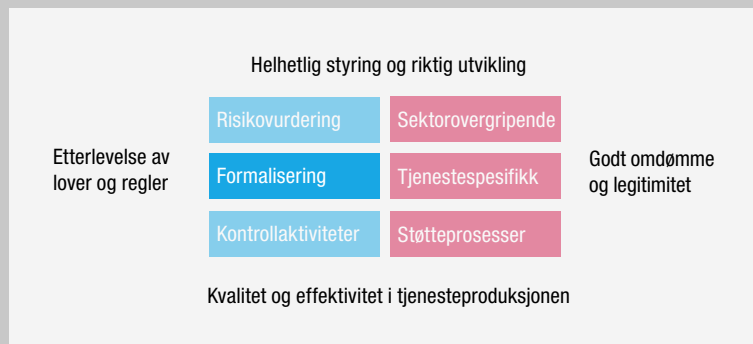 Helhetlig styring og riktig utvikling
Risikovurdering
Sektorovergripende
Etterlevelse av
lover og regler
Formalisering
Tjenestespesifikk
Godt omdømme
og legitimitet
Kontrollaktiviteter
Støtteprosesser
Kvalitet og effektivitet i tjenesteproduksjonen